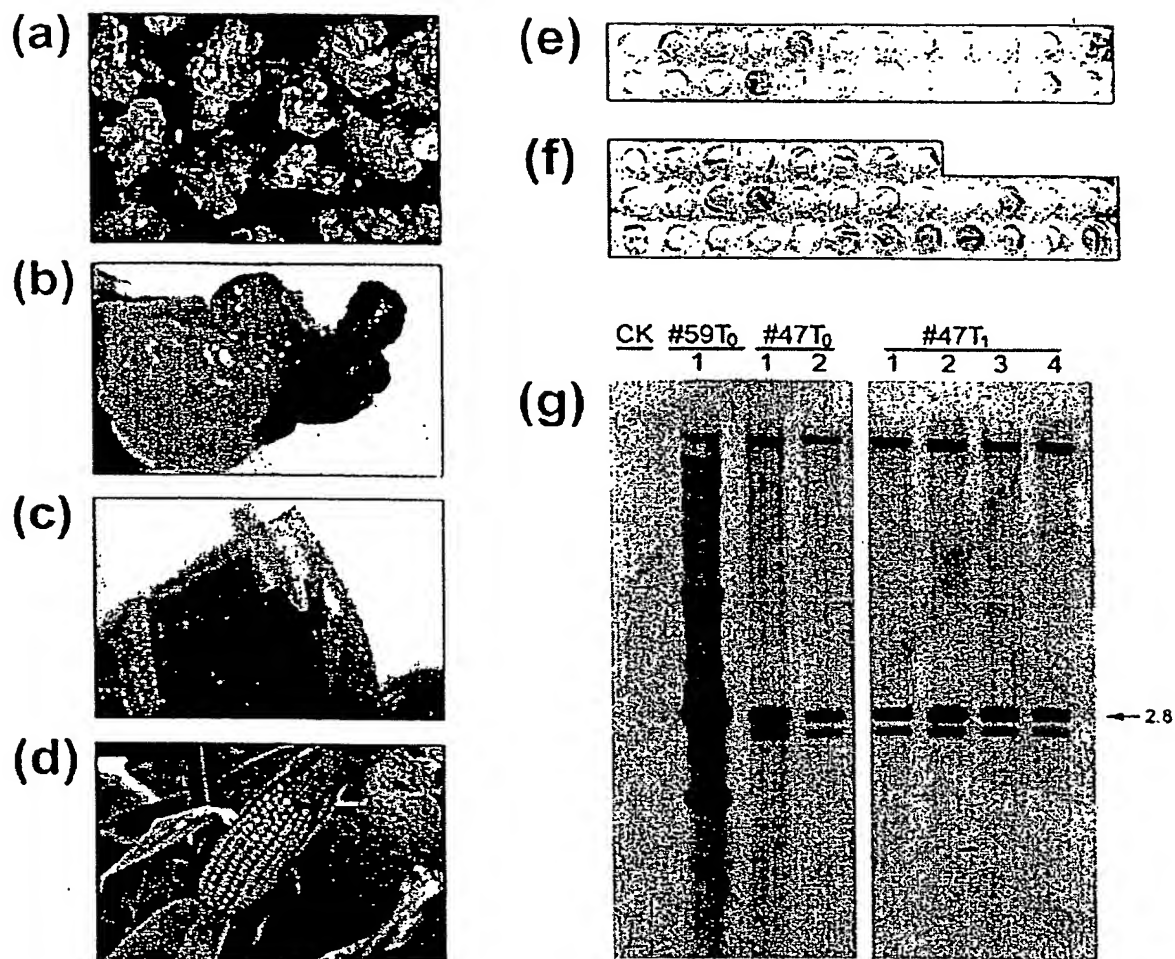 (a)
(b)
(c)
(d)
(e)
(f)
CK #59T₀ #47T₀ #47T₁
1 1 2 1 2 3 4
(g)
2.8